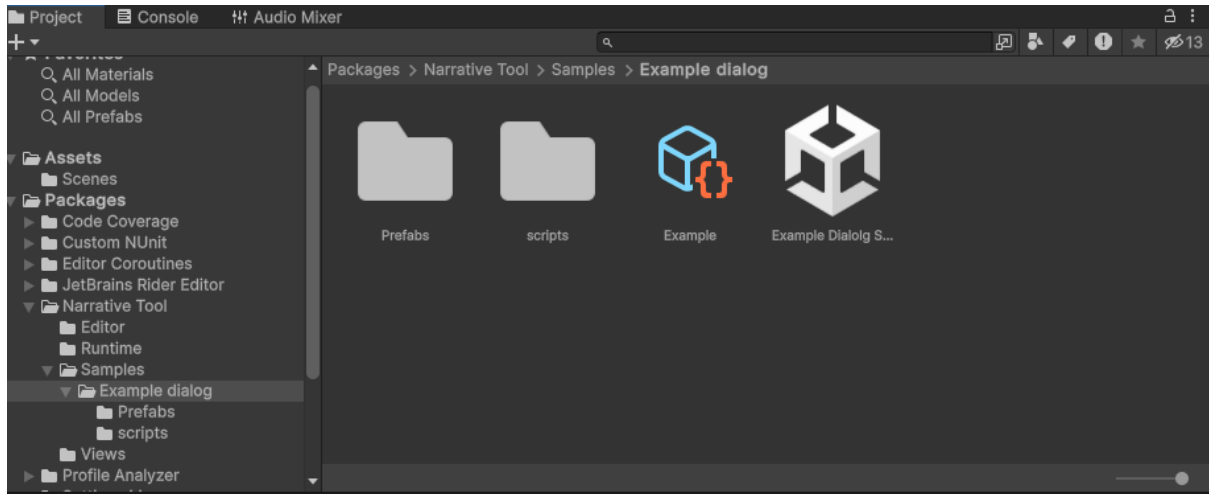 Project
Console
Audio Mixer
13
Favorites
All Materials
All Models
All Prefabs
Assets
Scenes
Packages
Code Coverage
Custom NUnit
Editor Coroutines
JetBrains Rider Editor
Narrative Tool
Editor
Runtime
Samples
Example dialog
Prefabs
scripts
Views
Profile Analyzer
Packages > Narrative Tool > Samples > Example dialog
Prefabs
scripts
Example
Example Dialolg S...